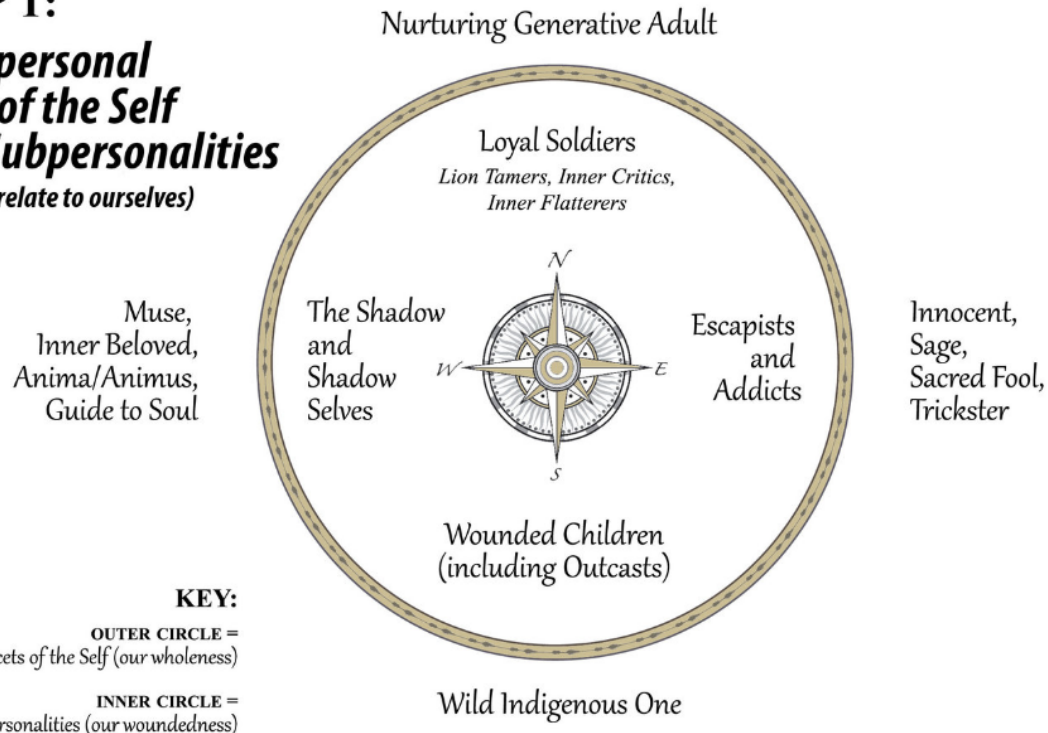 1:
personal
of the Self
ubpersonalities
relate to ourselves)
Nurturing Generative Adult
Loyal Soldiers
Lion Tamers, Inner Critics,
Inner Flatterers
N
W
E
S
Muse,
Inner Beloved,
Anima/Animus,
Guide to Soul
The Shadow
and
Shadow
Selves
Escapists
and
Addicts
Innocent,
Sage,
Sacred Fool,
Trickster
Wounded Children
(including Outcasts)
Wild Indigenous One
KEY:
OUTER CIRCLE =
cets of the Self (our wholeness)
INNER CIRCLE =
rsonalities (our woundedness)